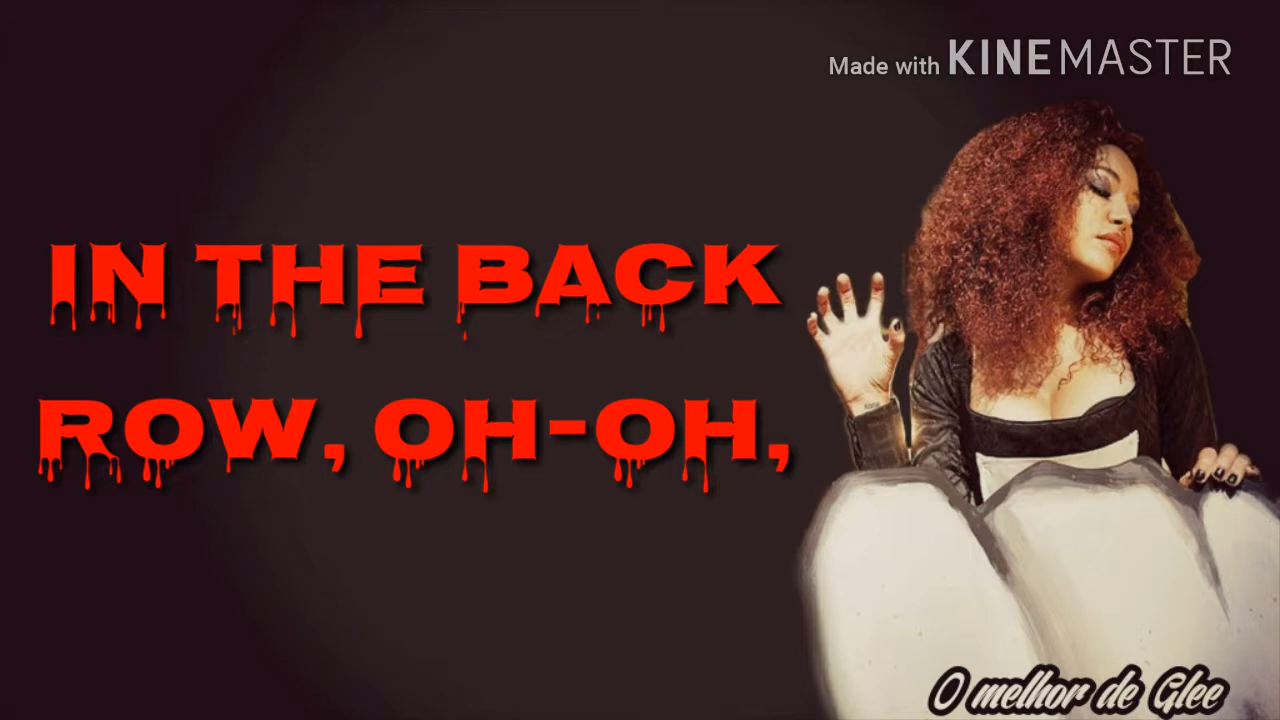 Made with KINEMASTER
IN THE BACK
ROW, OH-OH,
O melhor de Glee